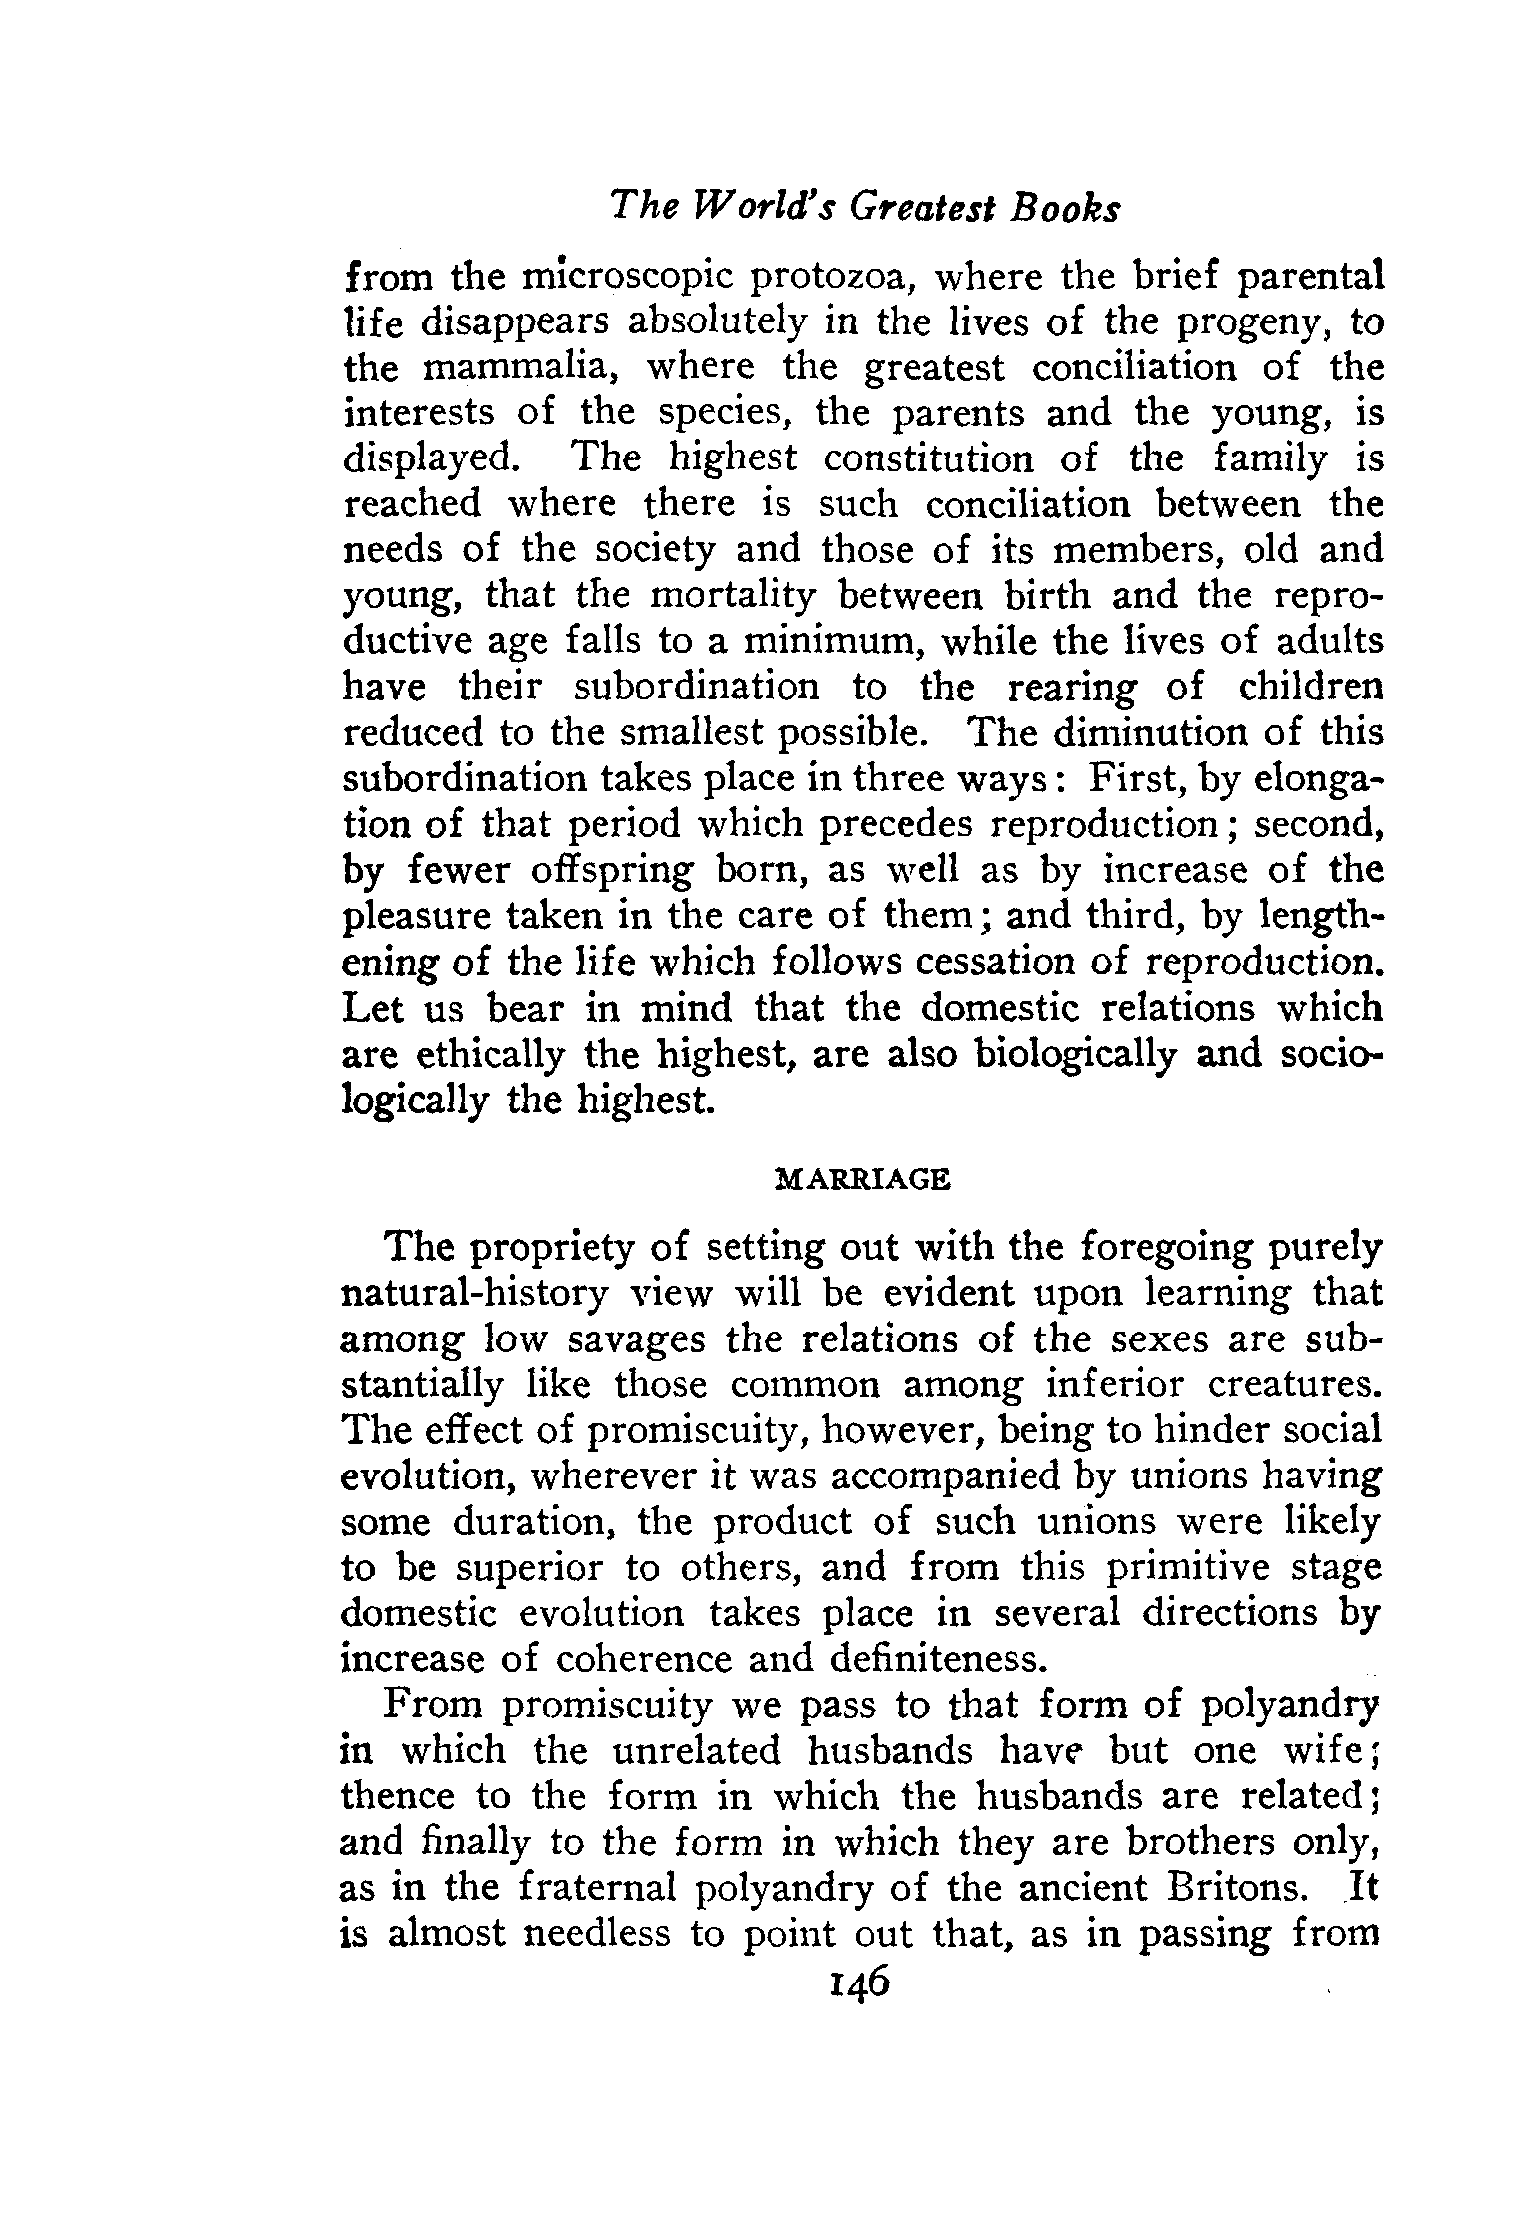 The World's Greatest Books
from the microscopic protozoa, where the brief parental
life disappears absolutely in the lives of the progeny, to
the mammalia, where the greatest conciliation of the
interests of the species, the parents and the young, is
displayed. The highest constitution of the family is
reached where there is such conciliation between the
needs of the society and those of its members, old and
young, that the mortality between birth and the repro-
ductive age falls to a minimum, while the lives of adults
have their subordination to the rearing of children
reduced to the smallest possible. The diminution of this
subordination takes place in three ways: First, by elonga-
tion of that period which precedes reproduction; second,
by fewer offspring born, as well as by increase of the
pleasure taken in the care of them; and third, by length-
ening of the life which follows cessation of reproduction.
Let us bear in mind that the domestic relations which
are ethically the highest, are also biologically and socio-
logically the highest.
MARRIAGE
The propriety of setting out with the foregoing purely
natural-history view will be evident upon learning that
among low savages the relations of the sexes are sub-
stantially like those common among inferior creatures.
The effect of promiscuity, however, being to hinder social
evolution, wherever it was accompanied by unions having
some duration, the product of such unions were likely
to be superior to others, and from this primitive stage
domestic evolution takes place in several directions by
increase of coherence and definiteness.
From promiscuity we pass to that form of polyandry
in which the unrelated husbands have but one wife;
thence to the form in which the husbands are related;
and finally to the form in which they are brothers only,
as in the fraternal polyandry of the ancient Britons. It
is almost needless to point out that, as in passing from
146